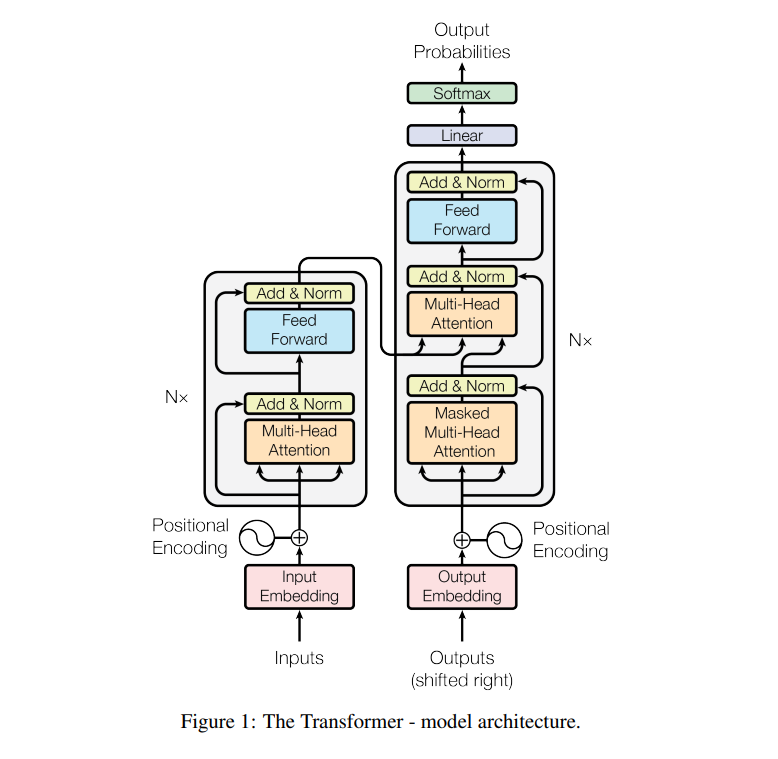 Output
Probabilities
Softmax
Linear
Add & Norm
Feed
Forward
Add & Norm
Multi-Head
Attention
Add & Norm
Masked
Multi-Head
Attention
N×
Add & Norm
Feed
Forward
Add & Norm
Multi-Head
Attention
N×
Positional
Encoding
Positional
Encoding
Input
Embedding
Output
Embedding
Inputs
Outputs
(shifted right)
Figure 1: The Transformer - model architecture.